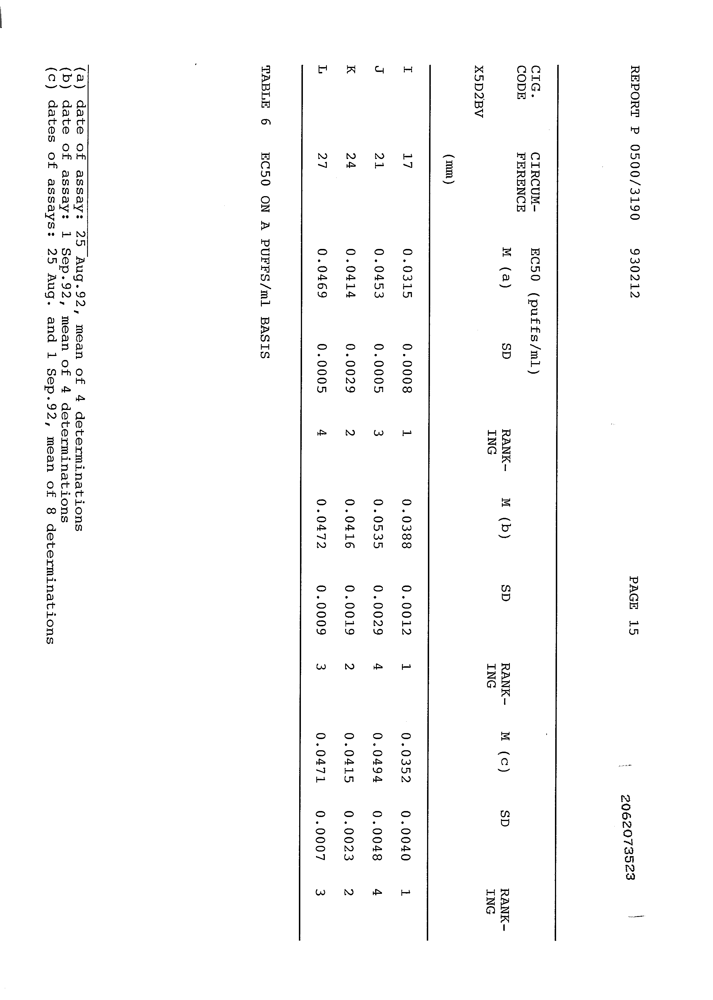 REPORT P 0500/3190 930212 PAGE 15 2062073523
CIG. CIRCUM- EC50 (puffs/ml)
CODE FERENCE M (a) SD RANK- M (b) SD RANK- M (c) SD RANK-
ING ING ING
X5D2BV
(mm)
I 17 0.0315 0.0008 1 0.0388 0.0012 1 0.0352 0.0040 1
J 21 0.0453 0.0005 3 0.0535 0.0029 4 0.0494 0.0048 4
K 24 0.0414 0.0029 2 0.0416 0.0019 2 0.0415 0.0023 2
L 27 0.0469 0.0005 4 0.0472 0.0009 3 0.0471 0.0007 3
TABLE 6 EC50 ON A PUFFS/ml BASIS
(a) date of assay: 25 Aug.92, mean of 4 determinations
(b) date of assay: 1 Sep.92, mean of 4 determinations
(c) dates of assays: 25 Aug. and 1 Sep.92, mean of 8 determinations